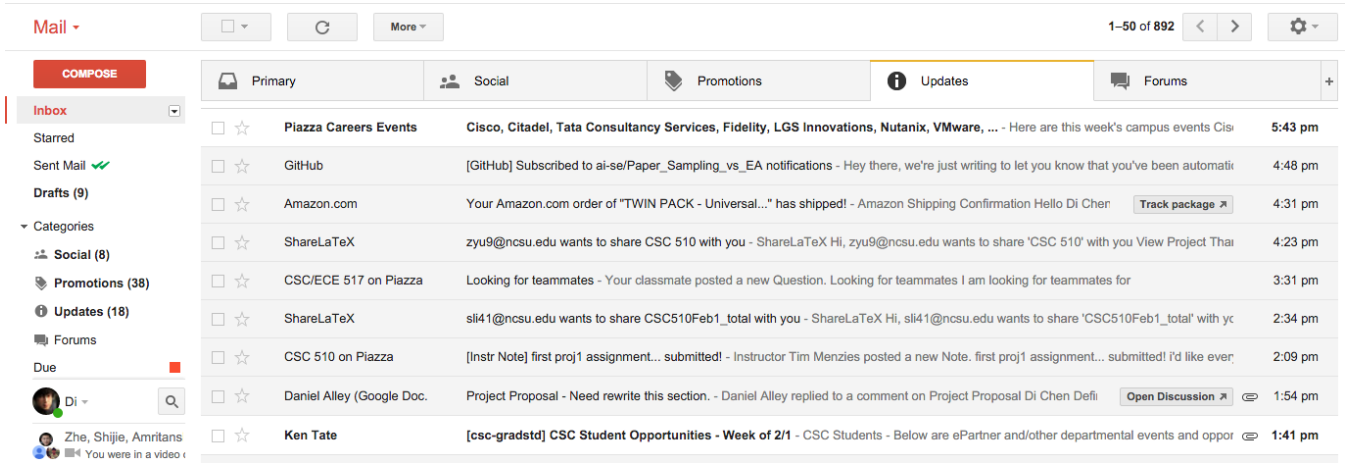 Mail
More
1–50 of 892
COMPOSE
Primary
Social
Promotions
Updates
Forums
+
Inbox
Starred
Sent Mail
Drafts (9)
Categories
Social (8)
Promotions (38)
Updates (18)
Forums
Due
Di
Zhe, Shijie, Amritans
You were in a video
Piazza Careers Events Cisco, Citadel, Tata Consultancy Services, Fidelity, LGS Innovations, Nutanix, VMware, ... - Here are this week's campus events 5:43 pm
GitHub [GitHub] Subscribed to ai-se/Paper_Sampling_vs_EA notifications - Hey there, we're just writing to let you know that you've been 4:48 pm
Amazon.com Your Amazon.com order of "TWIN PACK - Universal..." has shipped! - Amazon Shipping Confirmation Hello Di Chen Track package 4:31 pm
ShareLaTeX zyu9@ncsu.edu wants to share CSC 510 with you - ShareLaTeX Hi, zyu9@ncsu.edu wants to share 'CSC 510' with you View Project 4:23 pm
CSC/ECE 517 on Piazza Looking for teammates - Your classmate posted a new Question. Looking for teammates I am looking for teammates for 3:31 pm
ShareLaTeX sli41@ncsu.edu wants to share CSC510Feb1_total with you - ShareLaTeX Hi, sli41@ncsu.edu wants to share 'CSC510Feb1_total' with 2:34 pm
CSC 510 on Piazza [Instr Note] first proj1 assignment... submitted! - Instructor Tim Menzies posted a new Note. first proj1 assignment... submitted! i'd like 2:09 pm
Daniel Alley (Google Doc. Project Proposal - Need rewrite this section. - Daniel Alley replied to a comment on Project Proposal Di Chen Open Discussion 1:54 pm
Ken Tate [csc-gradstd] CSC Student Opportunities - Week of 2/1 - CSC Students - Below are ePartner and/other departmental events and 1:41 pm